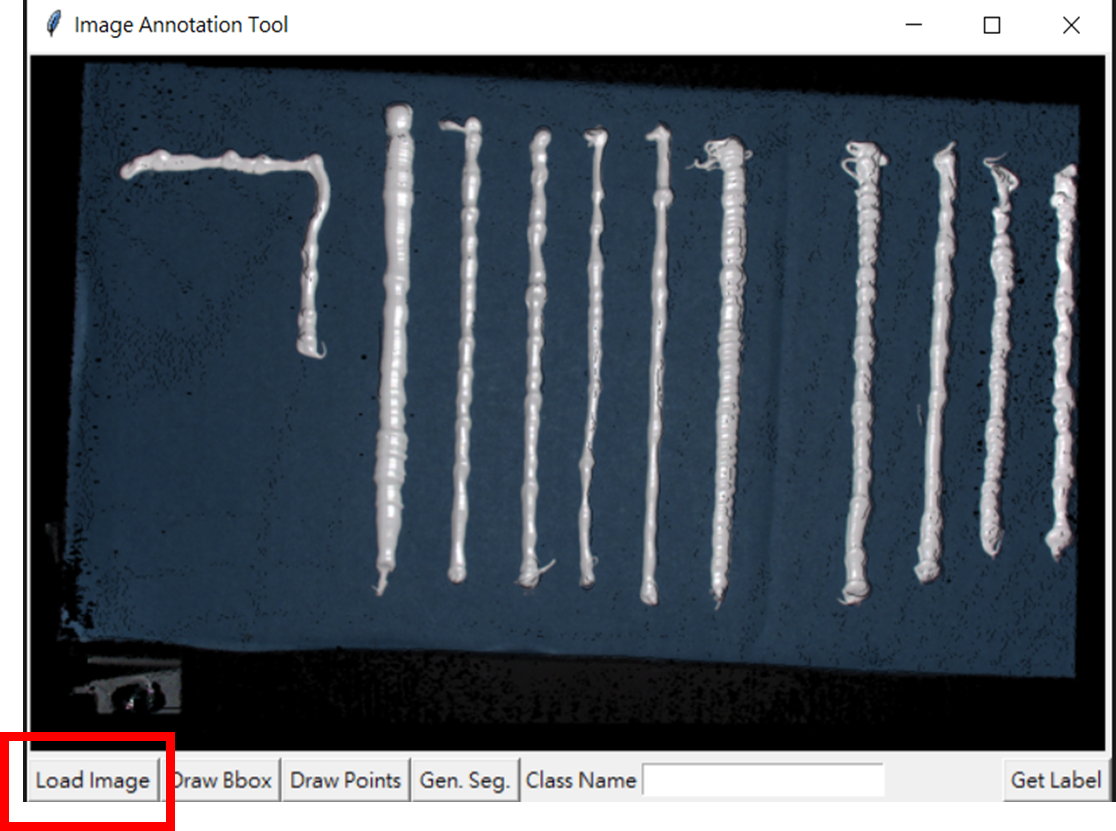 Image Annotation Tool
Load Image Draw Bbox Draw Points Gen. Seg. Class Name Get Label